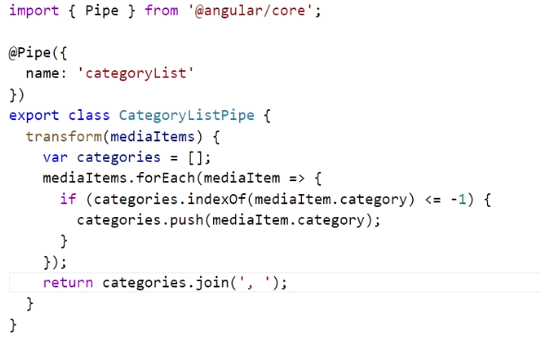 import { Pipe } from '@angular/core';
@Pipe({
  name: 'categoryList'
})
export class CategoryListPipe {
  transform(mediaItems) {
    var categories = [];
    mediaItems.forEach(mediaItem => {
      if (categories.indexOf(mediaItem.category) <= -1) {
        categories.push(mediaItem.category);
      }
    });
    return categories.join(', ');
  }
}